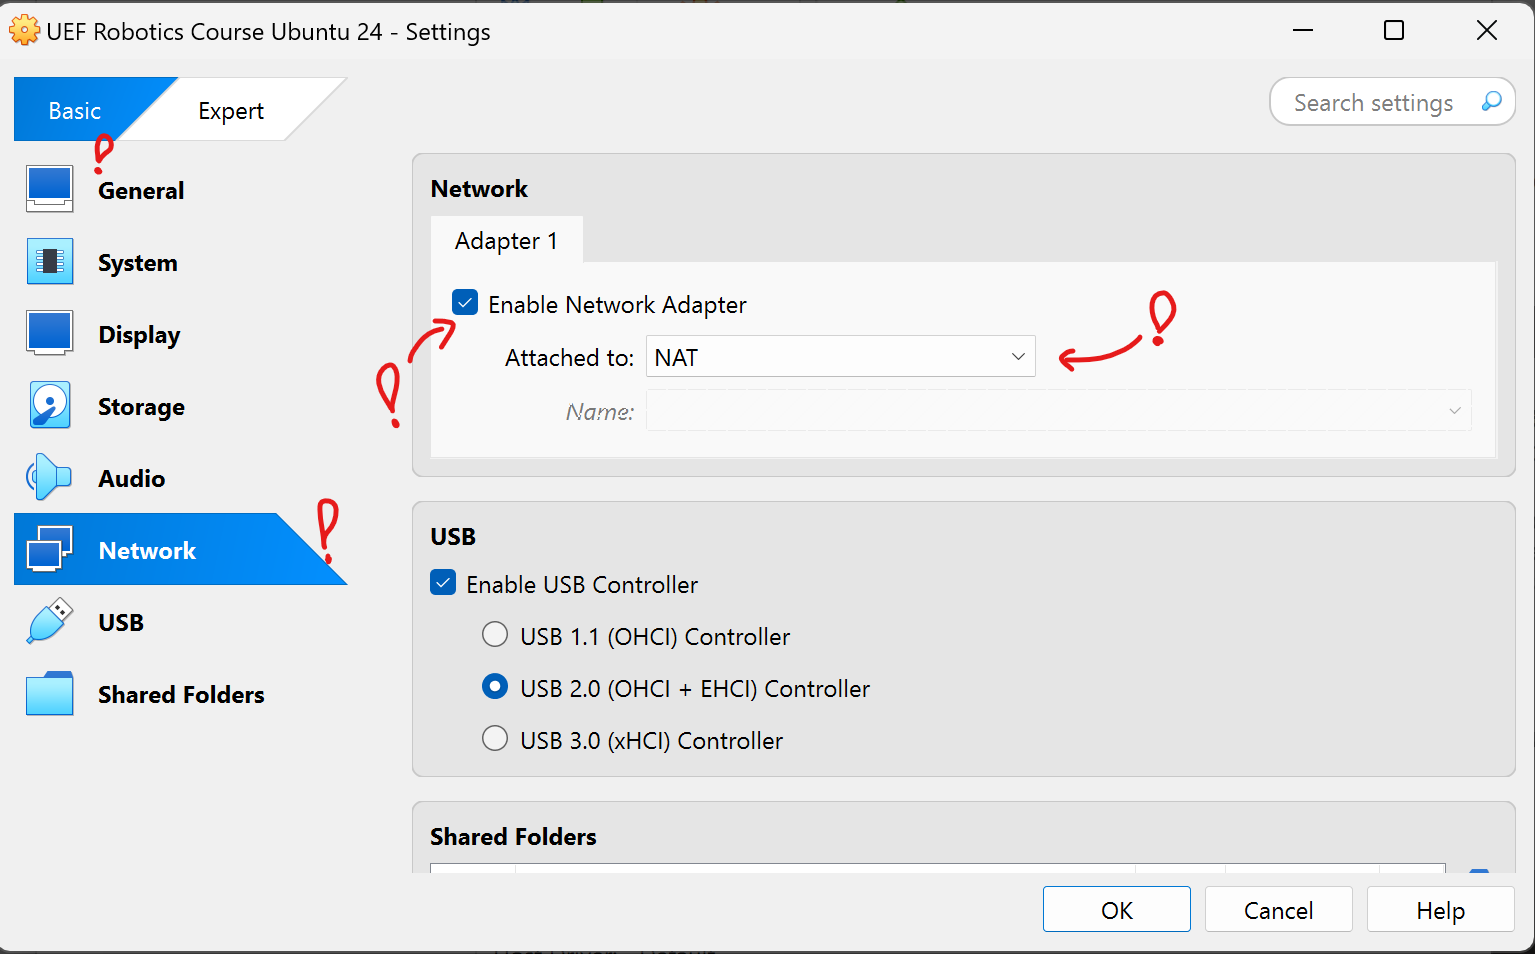 UEF Robotics Course Ubuntu 24 - Settings
Basic
Expert
Search settings
General
System
Display
Storage
Audio
Network
USB
Shared Folders
Network
Adapter 1
Enable Network Adapter
Attached to: NAT
Name:
USB
Enable USB Controller
USB 1.1 (OHCI) Controller
USB 2.0 (OHCI + EHCI) Controller
USB 3.0 (xHCI) Controller
Shared Folders
OK
Cancel
Help